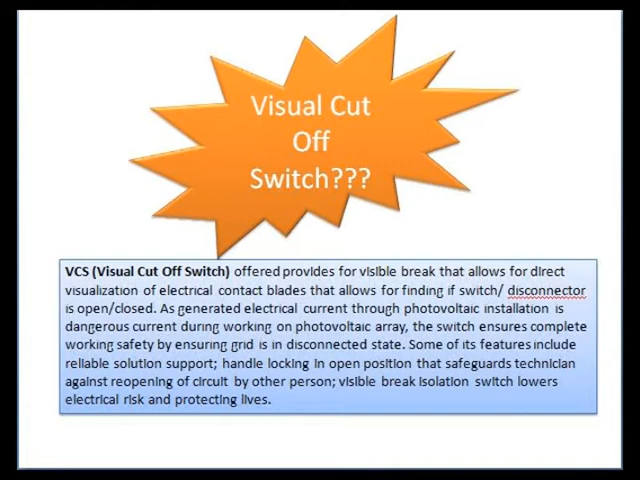 Visual Cut
Off
Switch???
VCS (Visual Cut Off Switch) offered provides for visible break that allows for direct
visualization of electrical contact blades that allows for finding if switch/ disconnector
is open/closed. As generated electrical current through photovoltaic installation is
dangerous current during working on photovoltaic array, the switch ensures complete
working safety by ensuring grid is in disconnected state. Some of its features include
reliable solution support; handle locking in open position that safeguards technician
against reopening of circuit by other person; visible break isolation switch lowers
electrical risk and protecting lives.